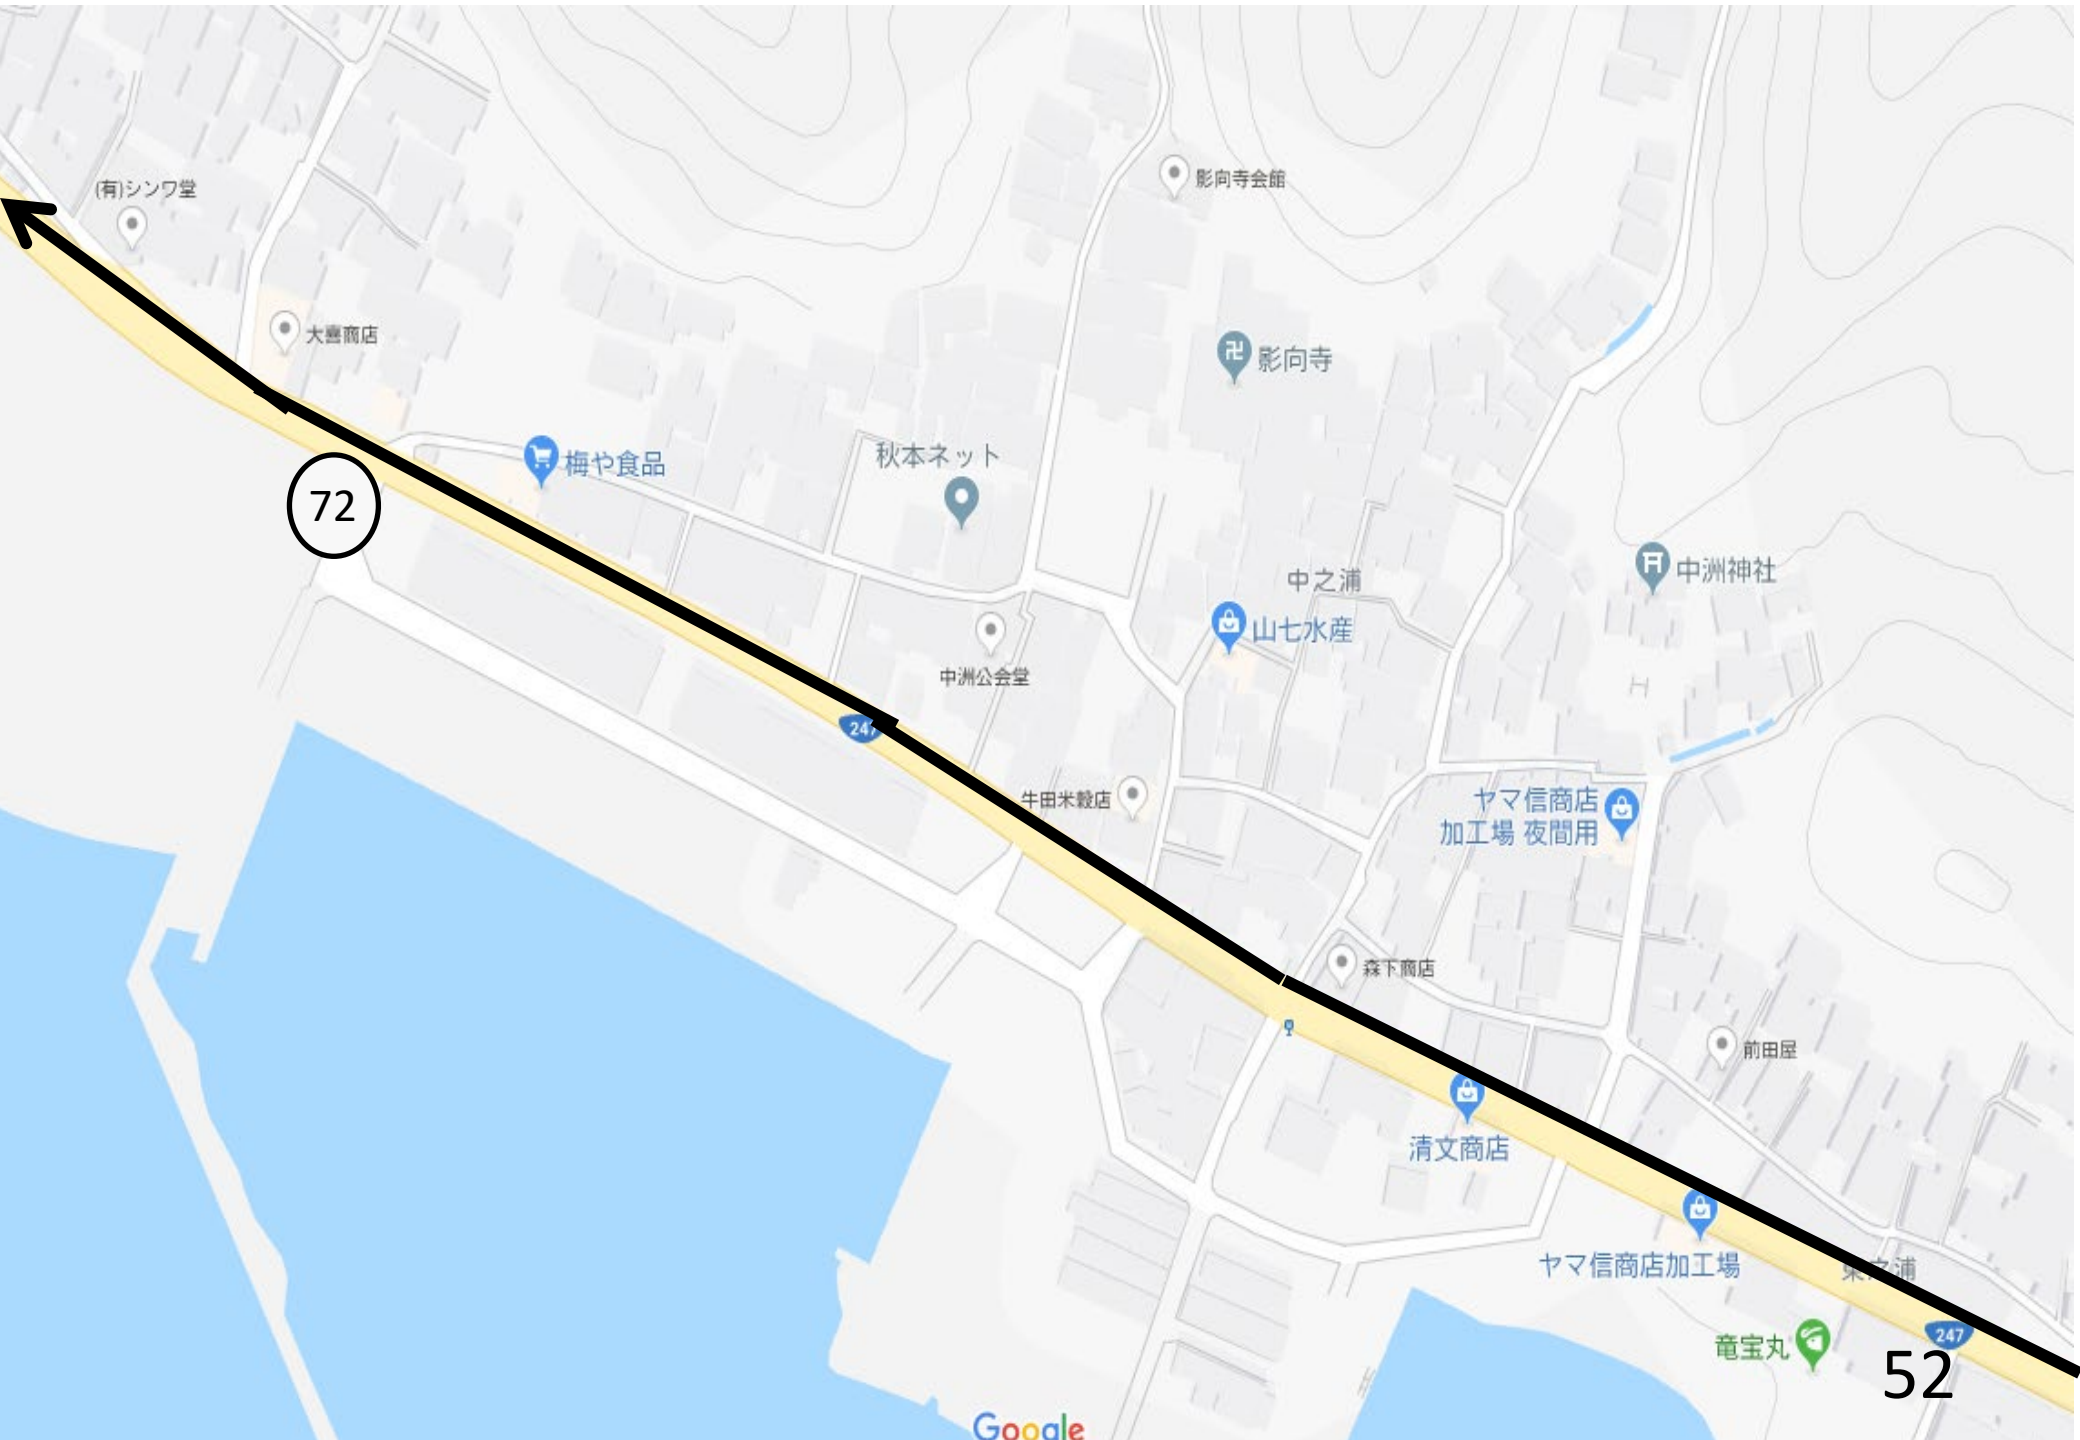 (有)シンワ堂
影向寺会館
大喜商店
影向寺
梅や食品
秋本ネット
72
中之浦
中洲神社
山七水産
中洲公会堂
247
牛田米穀店
ヤマ信商店
加工場 夜間用
森下商店
前田屋
清文商店
ヤマ信商店加工場
東之浦
247
竜宝丸
52
Google